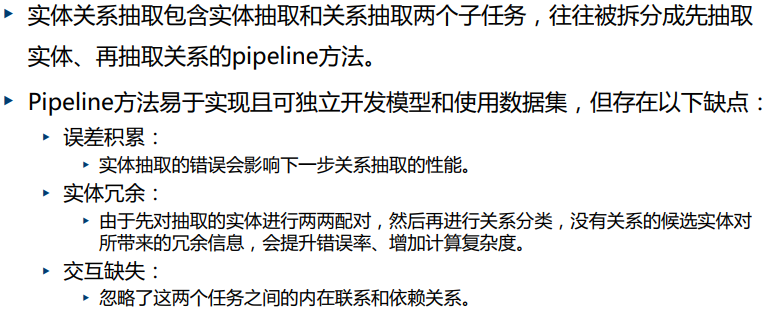 实体关系抽取包含实体抽取和关系抽取两个子任务，往往被拆分成先抽取
实体、再抽取关系的pipeline方法。
Pipeline方法易于实现且可独立开发模型和使用数据集，但存在以下缺点：
误差积累：
实体抽取的错误会影响下一步关系抽取的性能。
实体冗余：
由于先对抽取的实体进行两两配对，然后再进行关系分类，没有关系的候选实体对
所带来的冗余信息，会提升错误率、增加计算复杂度。
交互缺失：
忽略了这两个任务之间的内在联系和依赖关系。